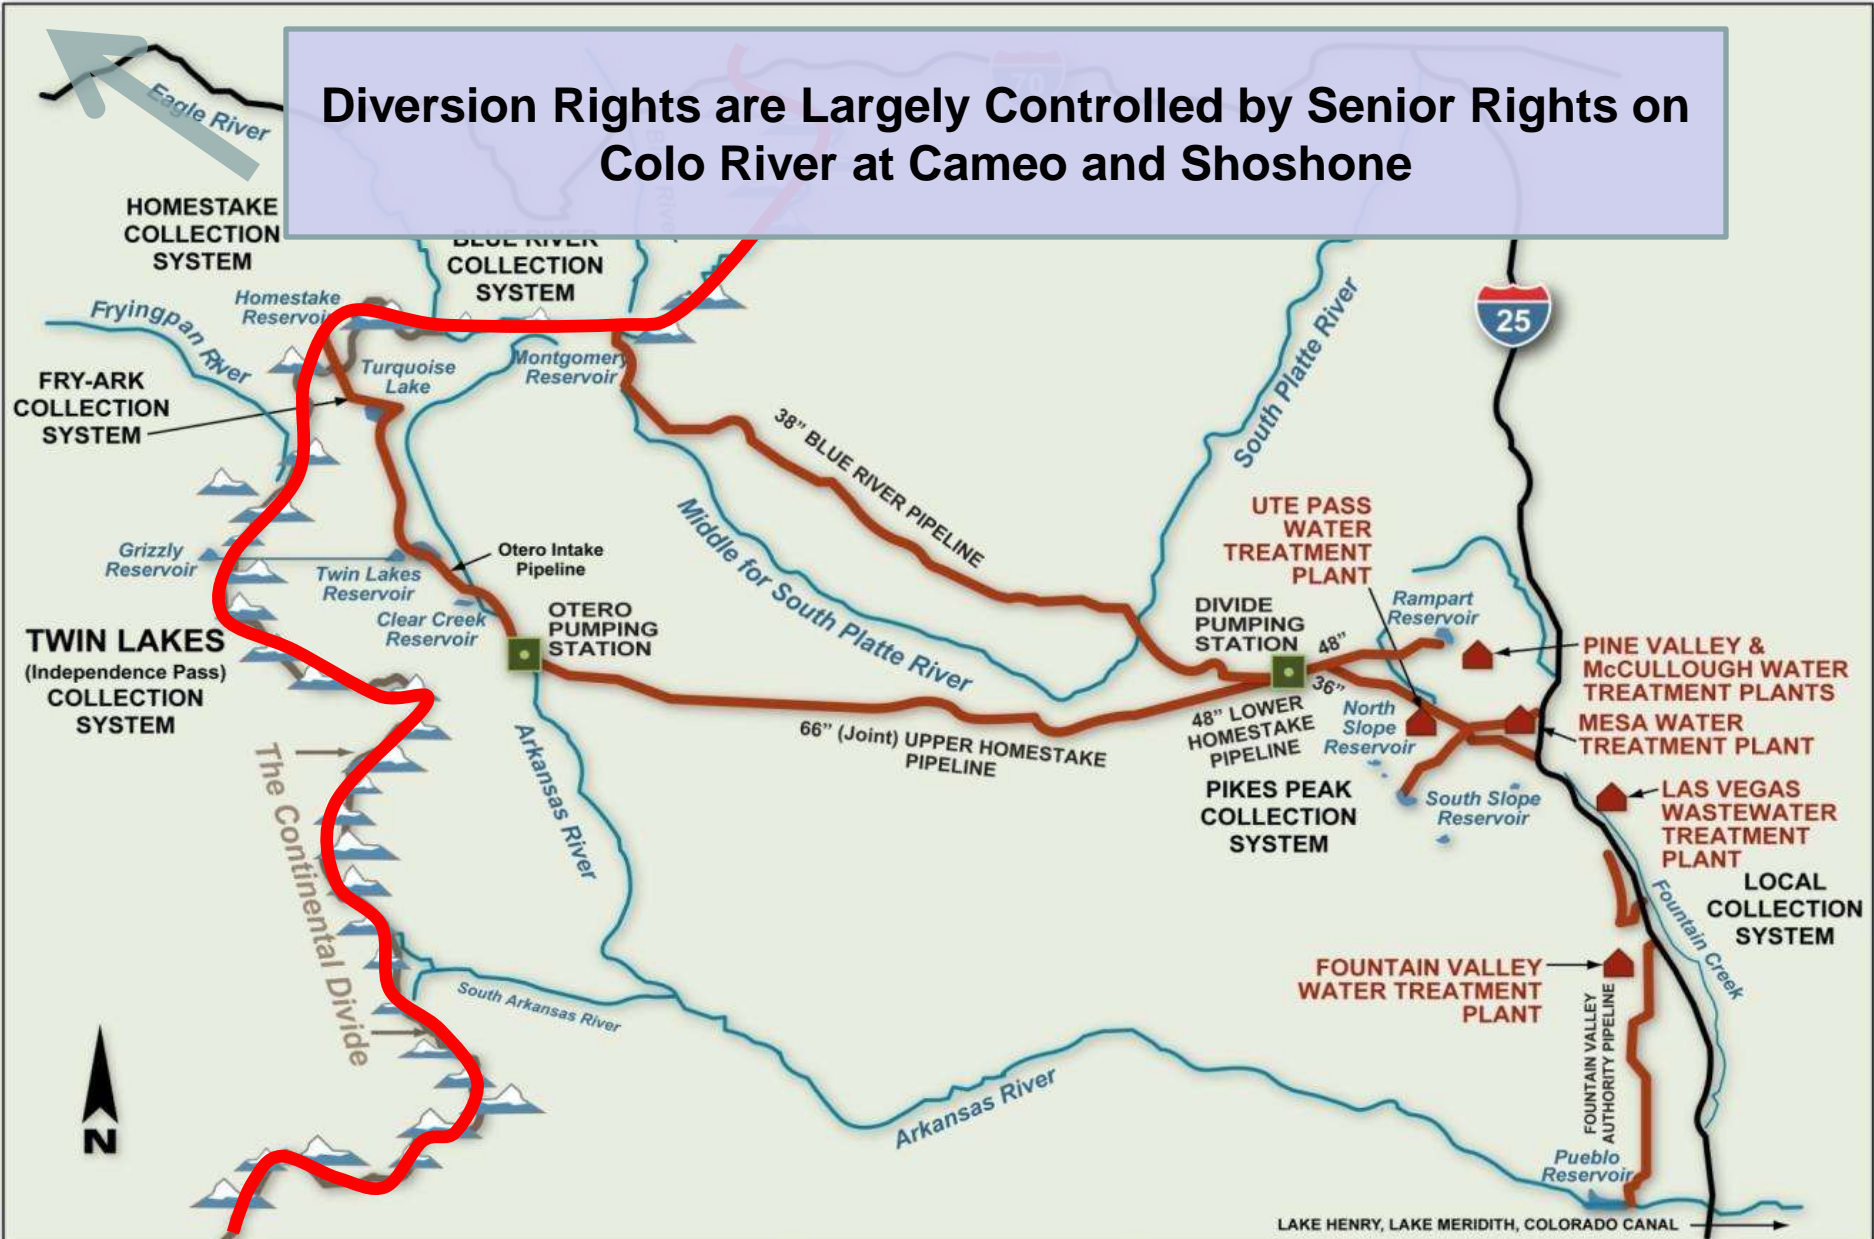 Diversion Rights are Largely Controlled by Senior Rights on
Colo River at Cameo and Shoshone
70
Eagle River
HOMESTAKE
COLLECTION
SYSTEM
BLUE RIVER
COLLECTION
SYSTEM
Homestake
Reservoir
Fryingpan River
FRY-ARK
COLLECTION
SYSTEM
Turquoise
Lake
Montgomery
Reservoir
38” BLUE RIVER PIPELINE
South Platte River
25
Middle for South Platte River
Grizzly
Reservoir
Twin Lakes
Reservoir
Otero Intake
Pipeline
Clear Creek
Reservoir
OTERO
PUMPING
STATION
TWIN LAKES
(Independence Pass)
COLLECTION
SYSTEM
UTE PASS
WATER
TREATMENT
PLANT
Rampart
Reservoir
DIVIDE
PUMPING
STATION
48”
36”
PINE VALLEY &
McCULLOUGH WATER
TREATMENT PLANTS
MESA WATER
TREATMENT PLANT
North
Slope
Reservoir
48” LOWER
HOMESTAKE
PIPELINE
66” (Joint) UPPER HOMESTAKE
PIPELINE
PIKES PEAK
COLLECTION
SYSTEM
South Slope
Reservoir
LAS VEGAS
WASTEWATER
TREATMENT
PLANT
LOCAL
COLLECTION
SYSTEM
The Continental Divide
Arkansas River
Fountain Creek
FOUNTAIN VALLEY
WATER TREATMENT
PLANT
South Arkansas River
FOUNTAIN VALLEY
AUTHORITY PIPELINE
Arkansas River
N
Pueblo
Reservoir
LAKE HENRY, LAKE MERIDITH, COLORADO CANAL